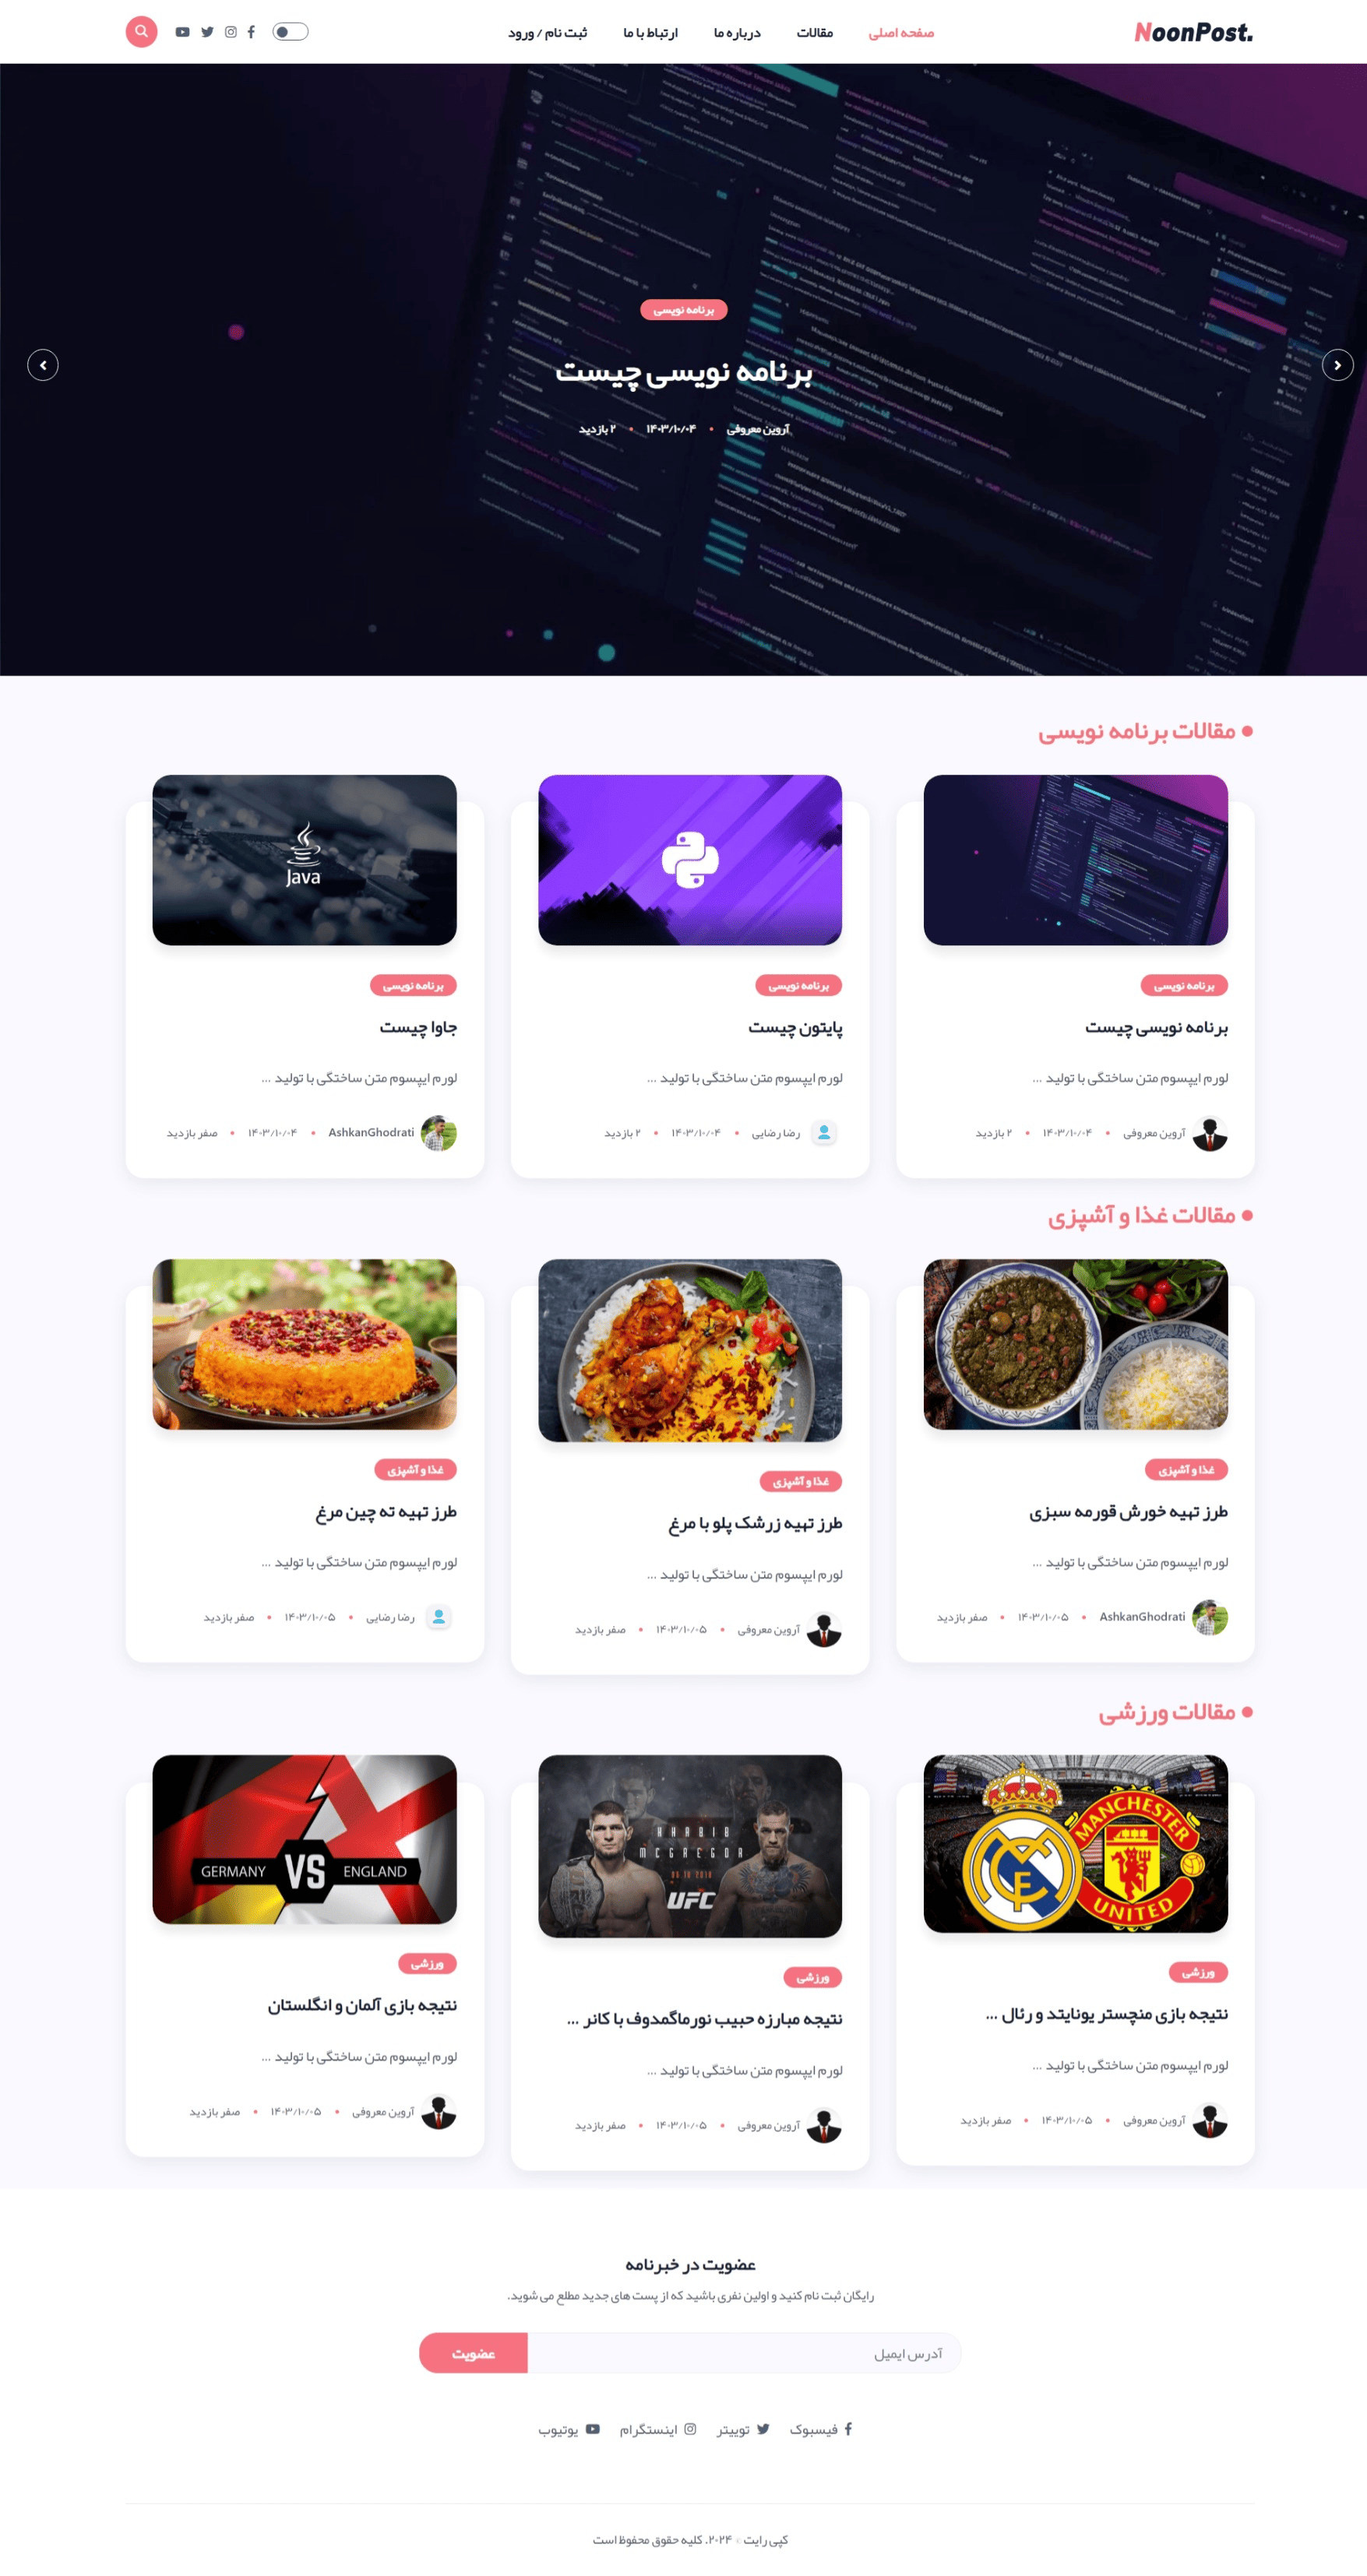 NoonPost.
صفحه اصلی
مقالات
درباره ما
ارتباط با ما
ثبت نام / ورود
برنامه نویسی
برنامه نویسی چیست
آروین معروفی • ۱۴۰۳/۱۰/۰۴ • ۲ بازدید
مقالات برنامه نویسی
برنامه نویسی
برنامه نویسی چیست
لورم ایپسوم متن ساختگی با تولید ...
آروین معروفی • ۱۴۰۳/۱۰/۰۴ • ۲ بازدید
برنامه نویسی
پایتون چیست
لورم ایپسوم متن ساختگی با تولید ...
رضا رضایی • ۱۴۰۳/۱۰/۰۴ • ۲ بازدید
Java
برنامه نویسی
جاوا چیست
لورم ایپسوم متن ساختگی با تولید ...
AshkanGhodrati • ۱۴۰۳/۱۰/۰۴ • صفر بازدید
مقالات غذا و آشپزی
غذا و آشپزی
طرز تهیه خورش قورمه سبزی
لورم ایپسوم متن ساختگی با تولید ...
AshkanGhodrati • ۱۴۰۳/۱۰/۰۵ • صفر بازدید
غذا و آشپزی
طرز تهیه زرشک پلو با مرغ
لورم ایپسوم متن ساختگی با تولید ...
آروین معروفی • ۱۴۰۳/۱۰/۰۵ • صفر بازدید
غذا و آشپزی
طرز تهیه ته چین مرغ
لورم ایپسوم متن ساختگی با تولید ...
رضا رضایی • ۱۴۰۳/۱۰/۰۵ • صفر بازدید
مقالات ورزشی
MANCHESTER
UNITED
ورزشی
نتیجه بازی منچستر یونایتد و رئال ...
لورم ایپسوم متن ساختگی با تولید ...
آروین معروفی • ۱۴۰۳/۱۰/۰۵ • صفر بازدید
KHABIB
MCGREGOR
UFC
ورزشی
نتیجه مبارزه حبیب نورماگمدوف با کانر ...
لورم ایپسوم متن ساختگی با تولید ...
آروین معروفی • ۱۴۰۳/۱۰/۰۵ • صفر بازدید
GERMANY VS ENGLAND
ورزشی
نتیجه بازی آلمان و انگلستان
لورم ایپسوم متن ساختگی با تولید ...
آروین معروفی • ۱۴۰۳/۱۰/۰۵ • صفر بازدید
عضویت در خبرنامه
رایگان ثبت نام کنید و اولین نفری باشید که از پست های جدید مطلع می شوید.
آدرس ایمیل
عضویت
فیسبوک
توییتر
اینستگرام
یوتیوب
کپی رایت © ۲۰۲۴. کلیه حقوق محفوظ است